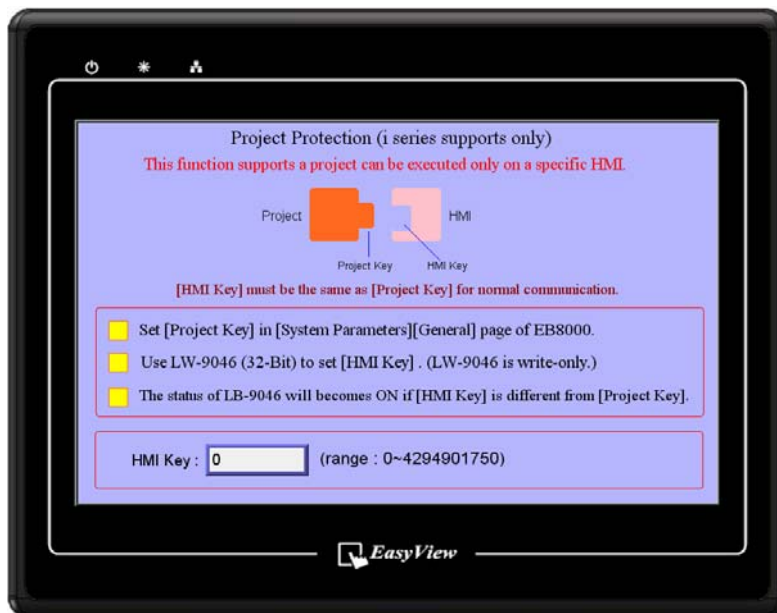 Project Protection (i series supports only)
This function supports a project can be executed only on a specific HMI.
Project
HMI
Project Key
HMI Key
[HMI Key] must be the same as [Project Key] for normal communication.
Set [Project Key] in [System Parameters][General] page of EB8000.
Use LW-9046 (32-Bit) to set [HMI Key] . (LW-9046 is write-only.)
The status of LB-9046 will becomes ON if [HMI Key] is different from [Project Key].
HMI Key : 0 (range : 0~4294901750)
EasyView